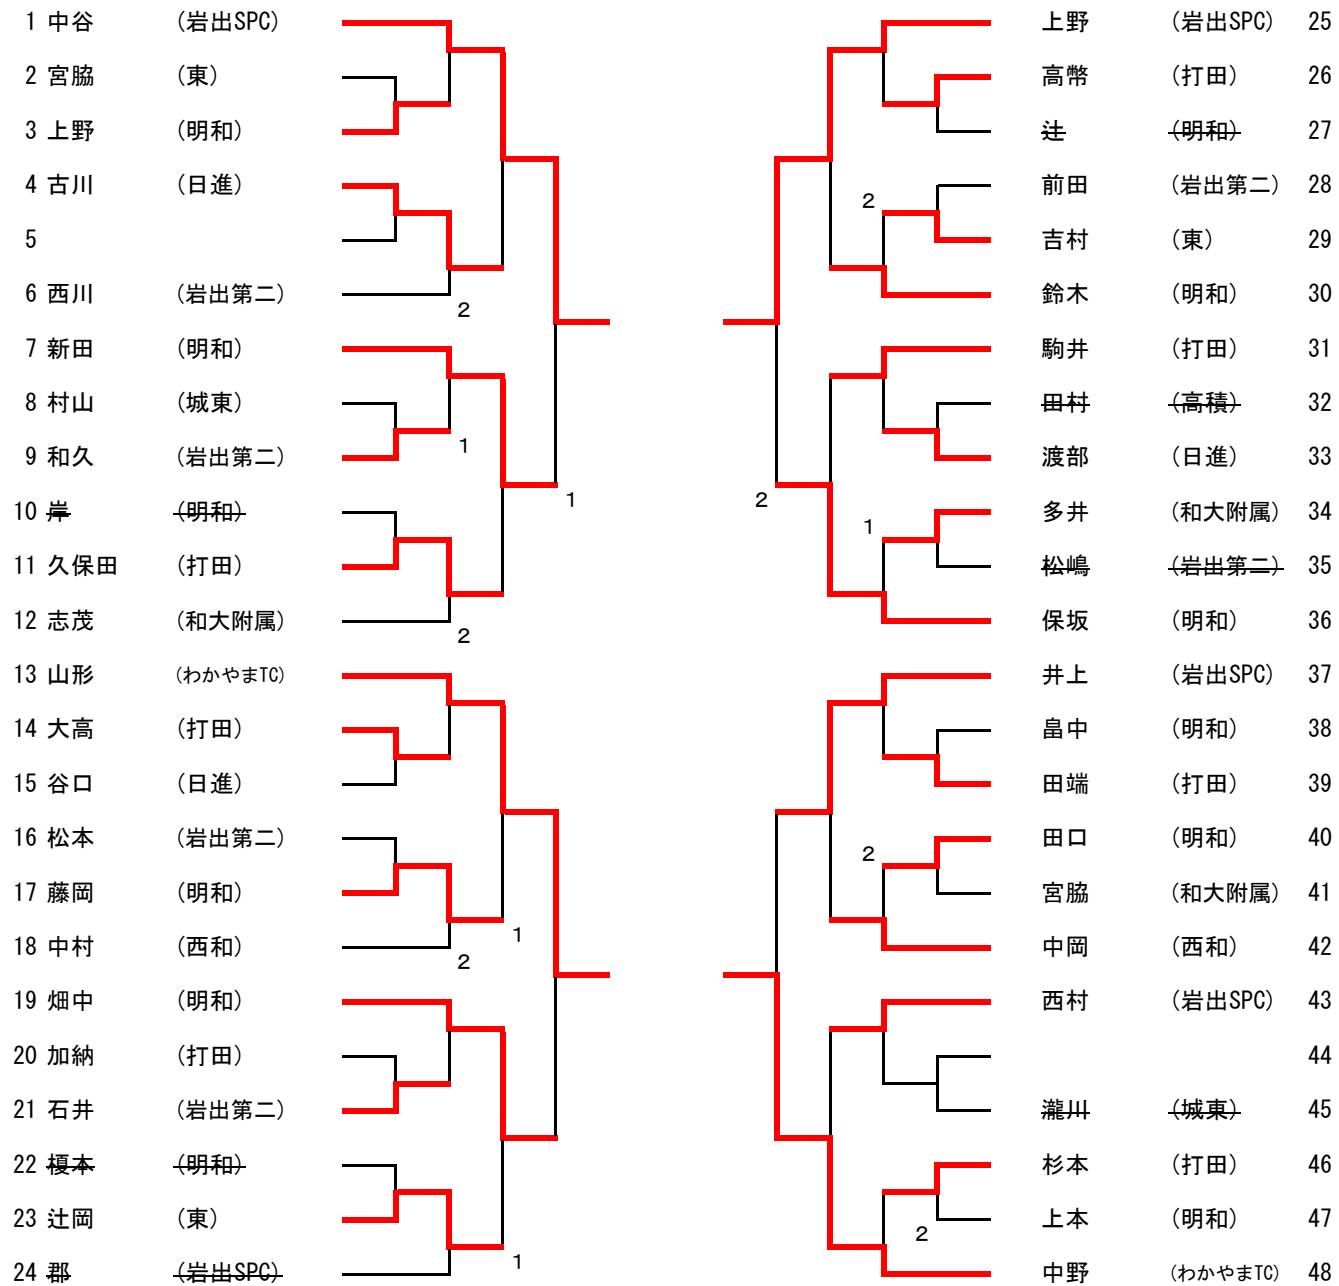 1 中谷 (岩出SPC)
2 宮脇 (東)
3 上野 (明和)
4 古川 (日進)
5
6 西川 (岩出第二)
2
7 新田 (明和)
8 村山 (城東)
1
9 和久 (岩出第二)
10 岸 (明和)
1
11 久保田 (打田)
12 志茂 (和大附属)
2
13 山形 (わかやまTC)
14 大高 (打田)
15 谷口 (日進)
16 松本 (岩出第二)
17 藤岡 (明和)
1
18 中村 (西和)
2
19 畑中 (明和)
20 加納 (打田)
21 石井 (岩出第二)
22 榎本 (明和)
23 辻岡 (東)
1
24 郡 (岩出SPC)
上野 (岩出SPC) 25
高幣 (打田) 26
辻 (明和) 27
前田 (岩出第二) 28
2
吉村 (東) 29
鈴木 (明和) 30
駒井 (打田) 31
田村 (高積) 32
渡部 (日進) 33
2
多井 (和大附属) 34
1
松嶋 (岩出第二) 35
保坂 (明和) 36
井上 (岩出SPC) 37
畠中 (明和) 38
田端 (打田) 39
田口 (明和) 40
2
宮脇 (和大附属) 41
中岡 (西和) 42
西村 (岩出SPC) 43
44
瀧川 (城東) 45
杉本 (打田) 46
上本 (明和) 47
2
中野 (わかやまTC) 48